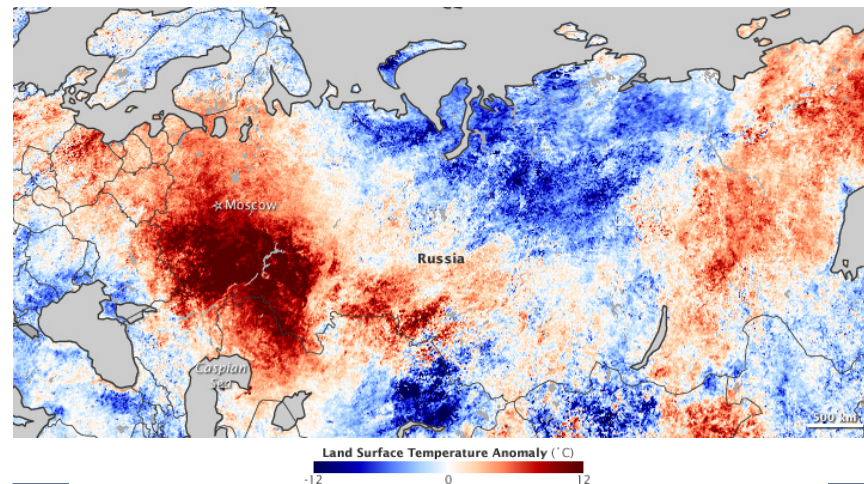 Moscow
Russia
Caspian
Sea
500 km
Land Surface Temperature Anomaly (˚C)
-12 0 12